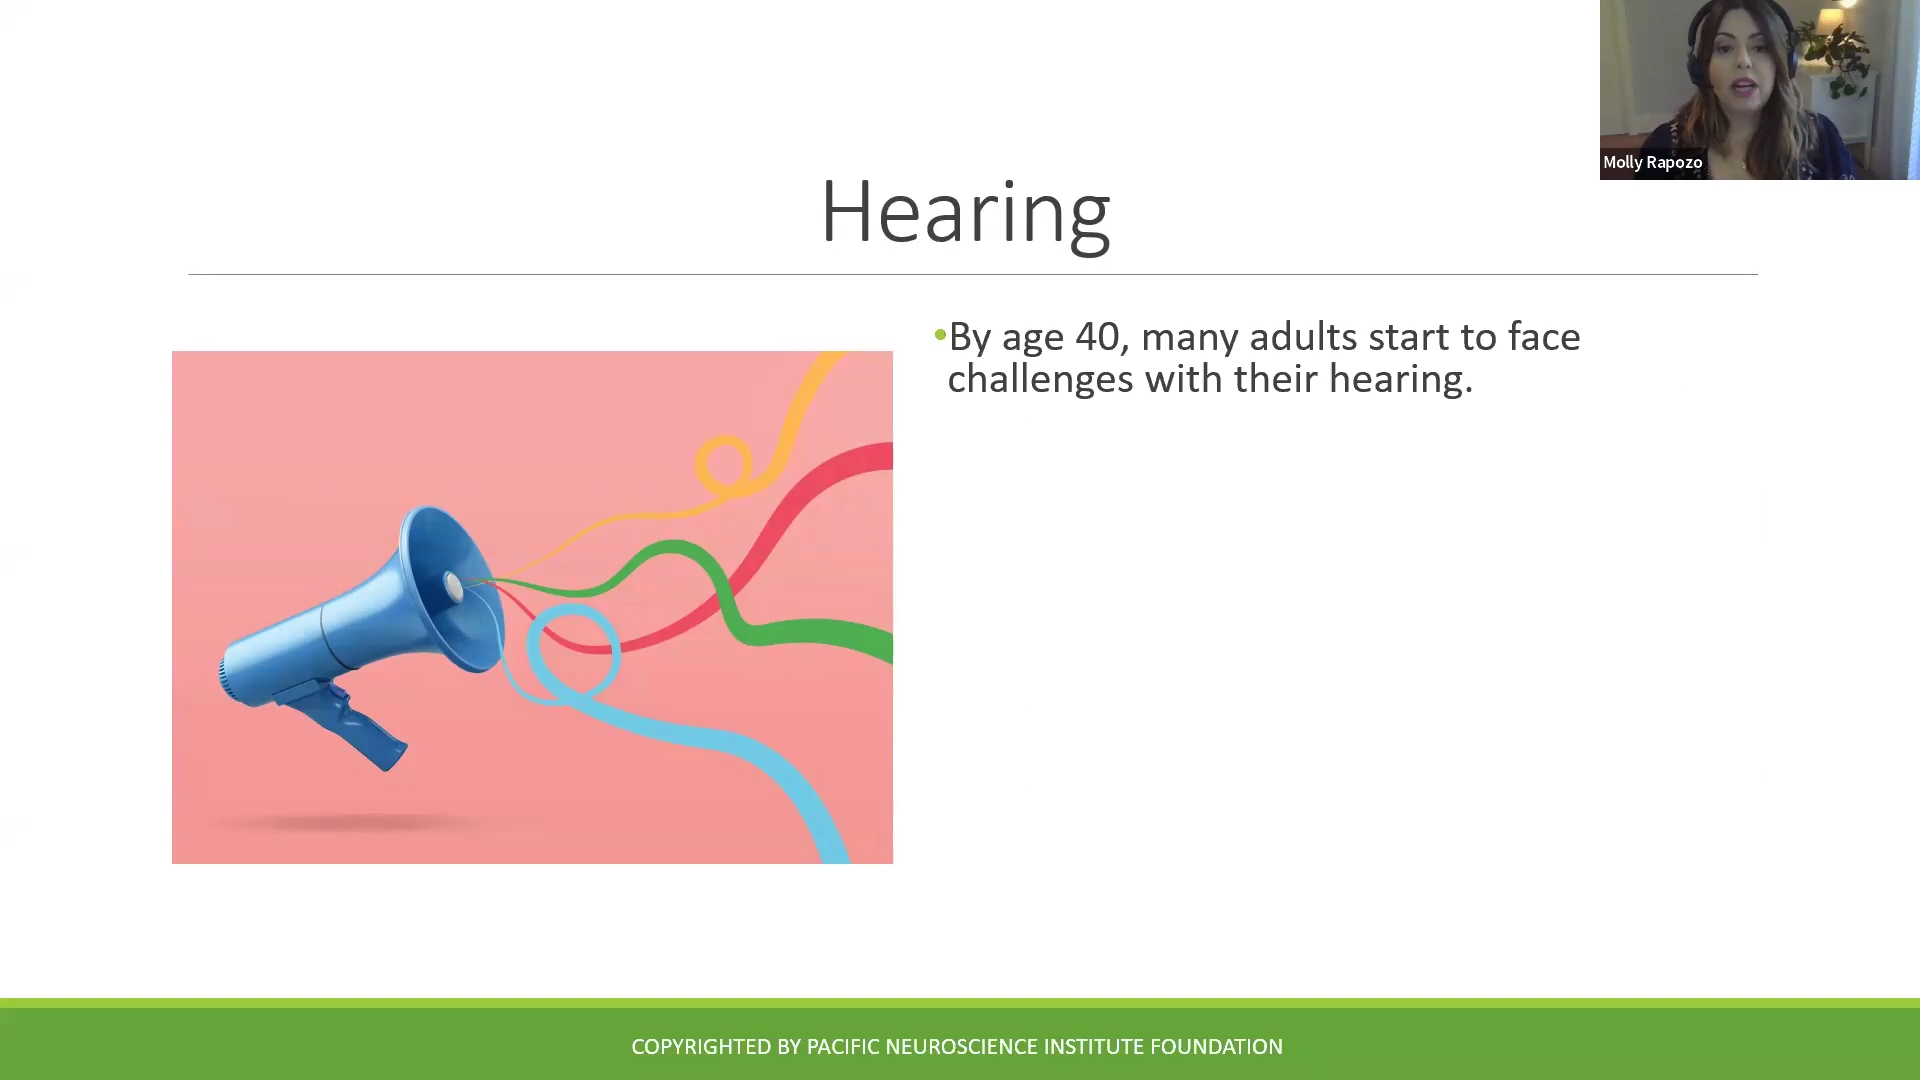 Molly Rapozo
Hearing
•By age 40, many adults start to face
challenges with their hearing.
COPYRIGHTED BY PACIFIC NEUROSCIENCE INSTITUTE FOUNDATION